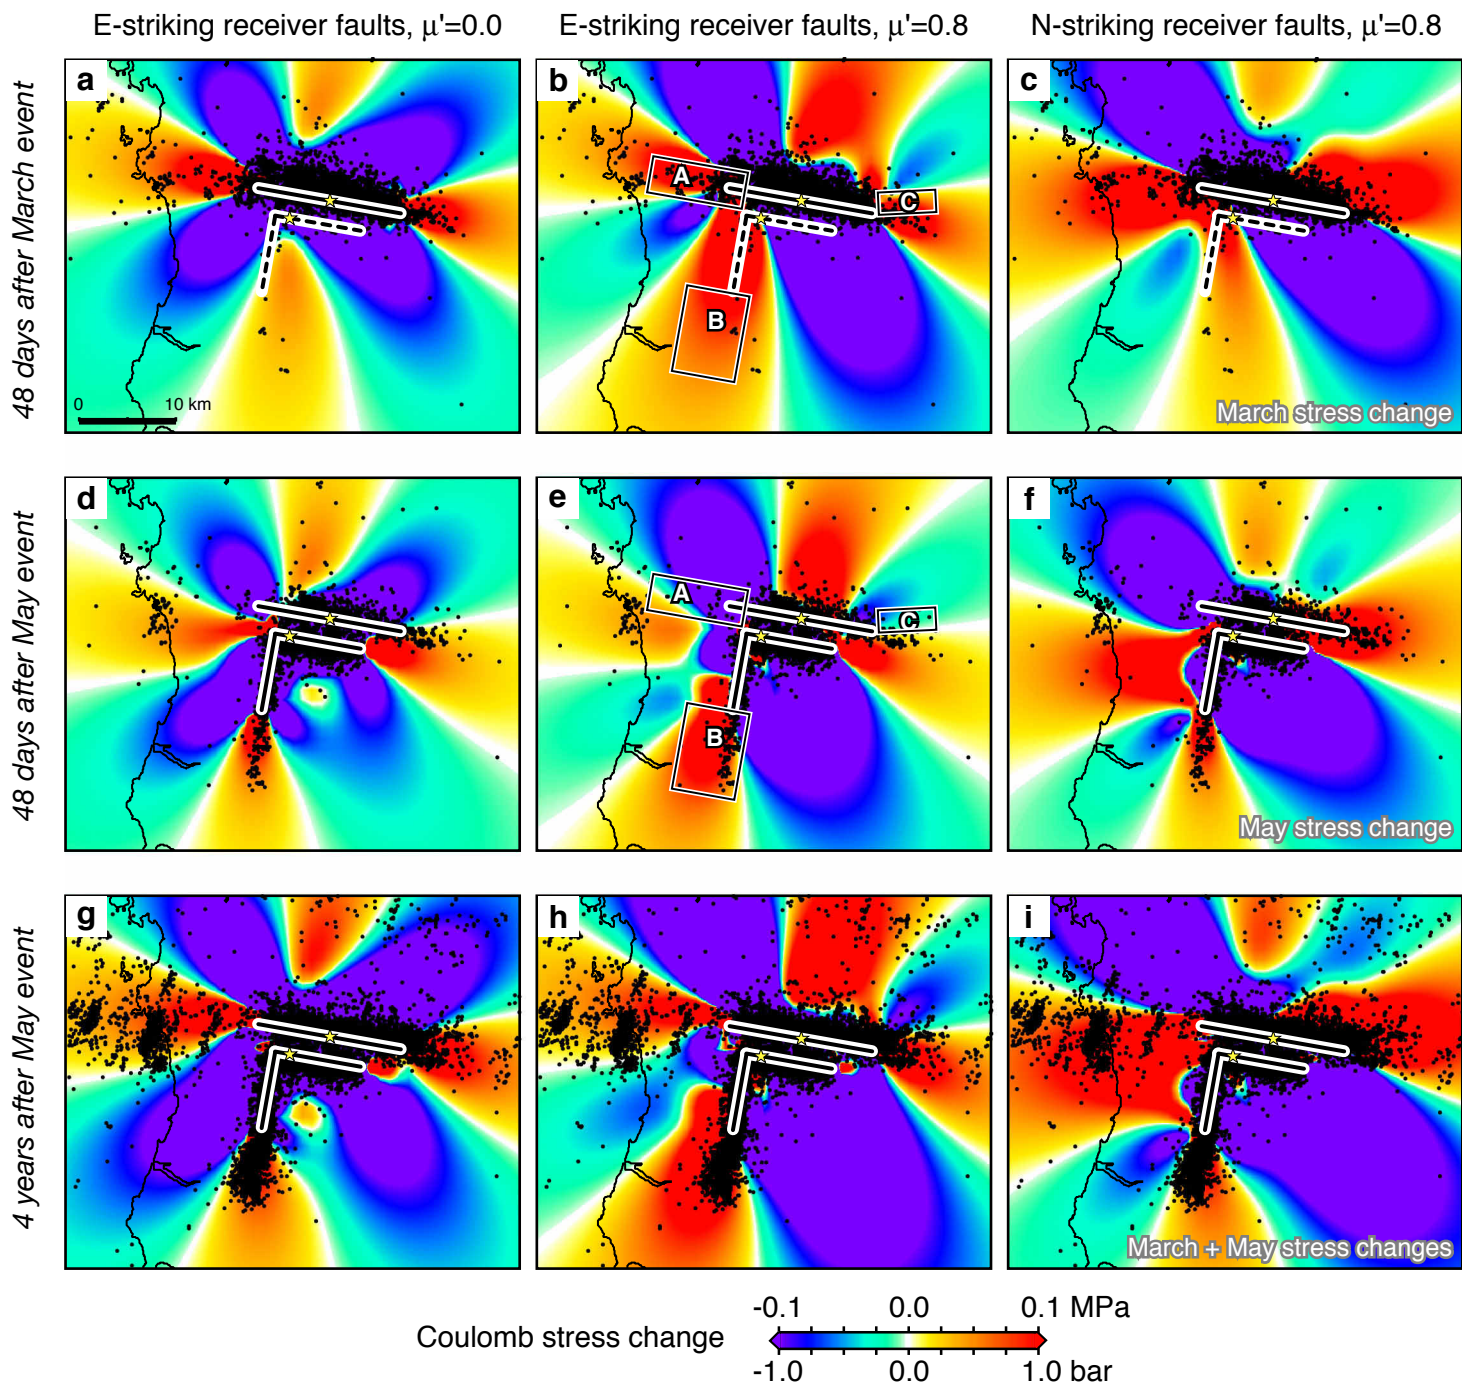 E-striking receiver faults, μ'=0.0
E-striking receiver faults, μ'=0.8
N-striking receiver faults, μ'=0.8
48 days after March event
a
0 10 km
b
A
B
C
c
March stress change
48 days after May event
d
e
A
B
C
f
May stress change
4 years after May event
g
h
i
March + May stress changes
Coulomb stress change
-0.1 0.0 0.1 MPa
-1.0 0.0 1.0 bar